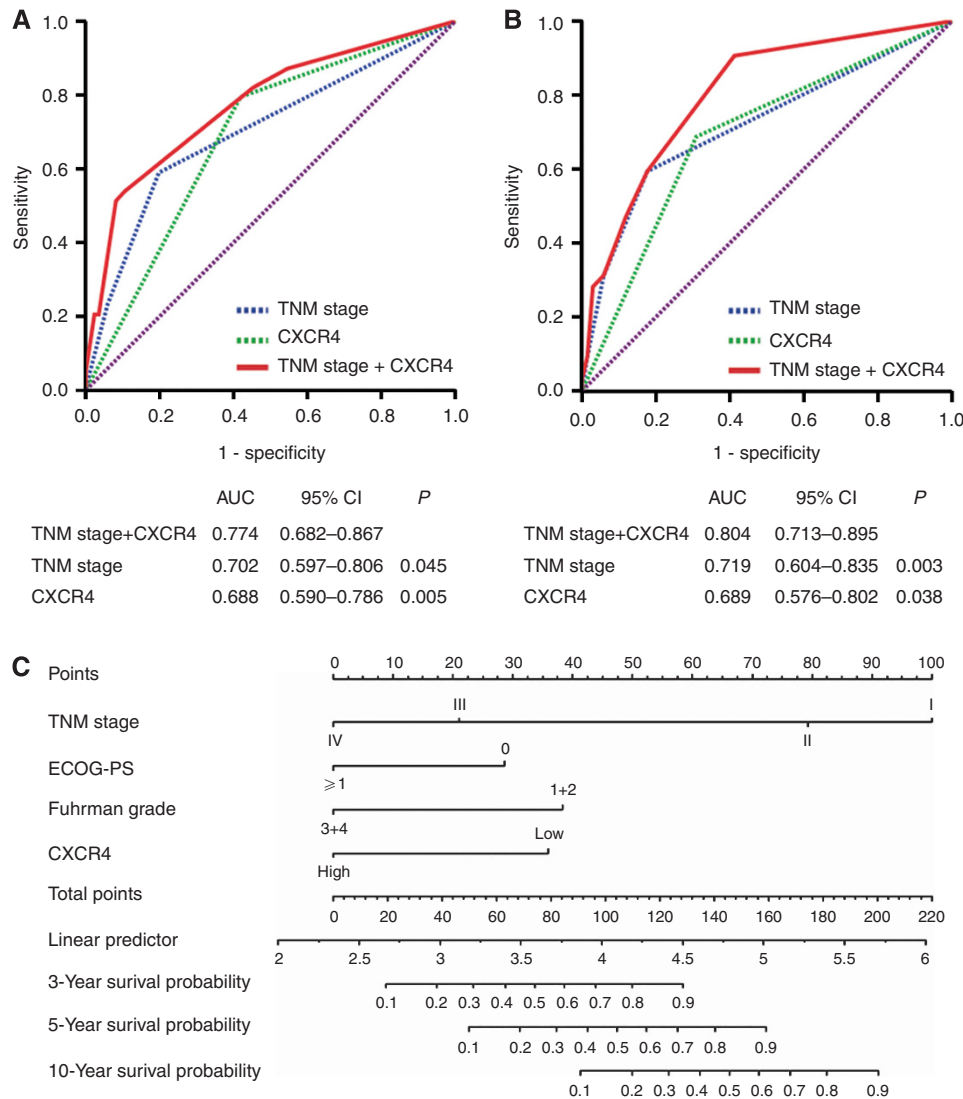 A
1.0
0.8
0.6
0.4
0.2
0.0
Sensitivity
TNM stage
CXCR4
TNM stage + CXCR4
0.0 0.2 0.4 0.6 0.8 1.0
1 - specificity
AUC 95% CI P
TNM stage+CXCR4 0.774 0.682–0.867
TNM stage 0.702 0.597–0.806 0.045
CXCR4 0.688 0.590–0.786 0.005
B
1.0
0.8
0.6
0.4
0.2
0.0
Sensitivity
TNM stage
CXCR4
TNM stage + CXCR4
0.0 0.2 0.4 0.6 0.8 1.0
1 - specificity
AUC 95% CI P
TNM stage+CXCR4 0.804 0.713–0.895
TNM stage 0.719 0.604–0.835 0.003
CXCR4 0.689 0.576–0.802 0.038
C
Points 0 10 20 30 40 50 60 70 80 90 100
III I
TNM stage
IV II
0
ECOG-PS
⩾1
1+2
Fuhrman grade
3+4
Low
CXCR4
High
Total points
0 20 40 60 80 100 120 140 160 180 200 220
Linear predictor
2 2.5 3 3.5 4 4.5 5 5.5 6
3-Year surival probability
0.1 0.2 0.3 0.4 0.5 0.6 0.7 0.8 0.9
5-Year surival probability
0.1 0.2 0.3 0.4 0.5 0.6 0.7 0.8 0.9
10-Year surival probability
0.1 0.2 0.3 0.4 0.5 0.6 0.7 0.8 0.9